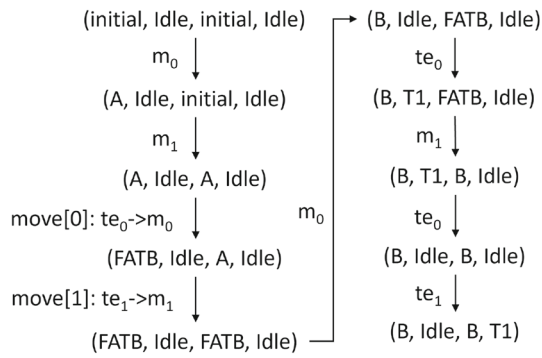 (initial, Idle, initial, Idle)
m0
(A, Idle, initial, Idle)
m1
(A, Idle, A, Idle)
move[0]: te0->m0
(FATB, Idle, A, Idle)
move[1]: te1->m1
(FATB, Idle, FATB, Idle)
m0
(B, Idle, FATB, Idle)
te0
(B, T1, FATB, Idle)
m1
(B, T1, B, Idle)
te0
(B, Idle, B, Idle)
te1
(B, Idle, B, T1)